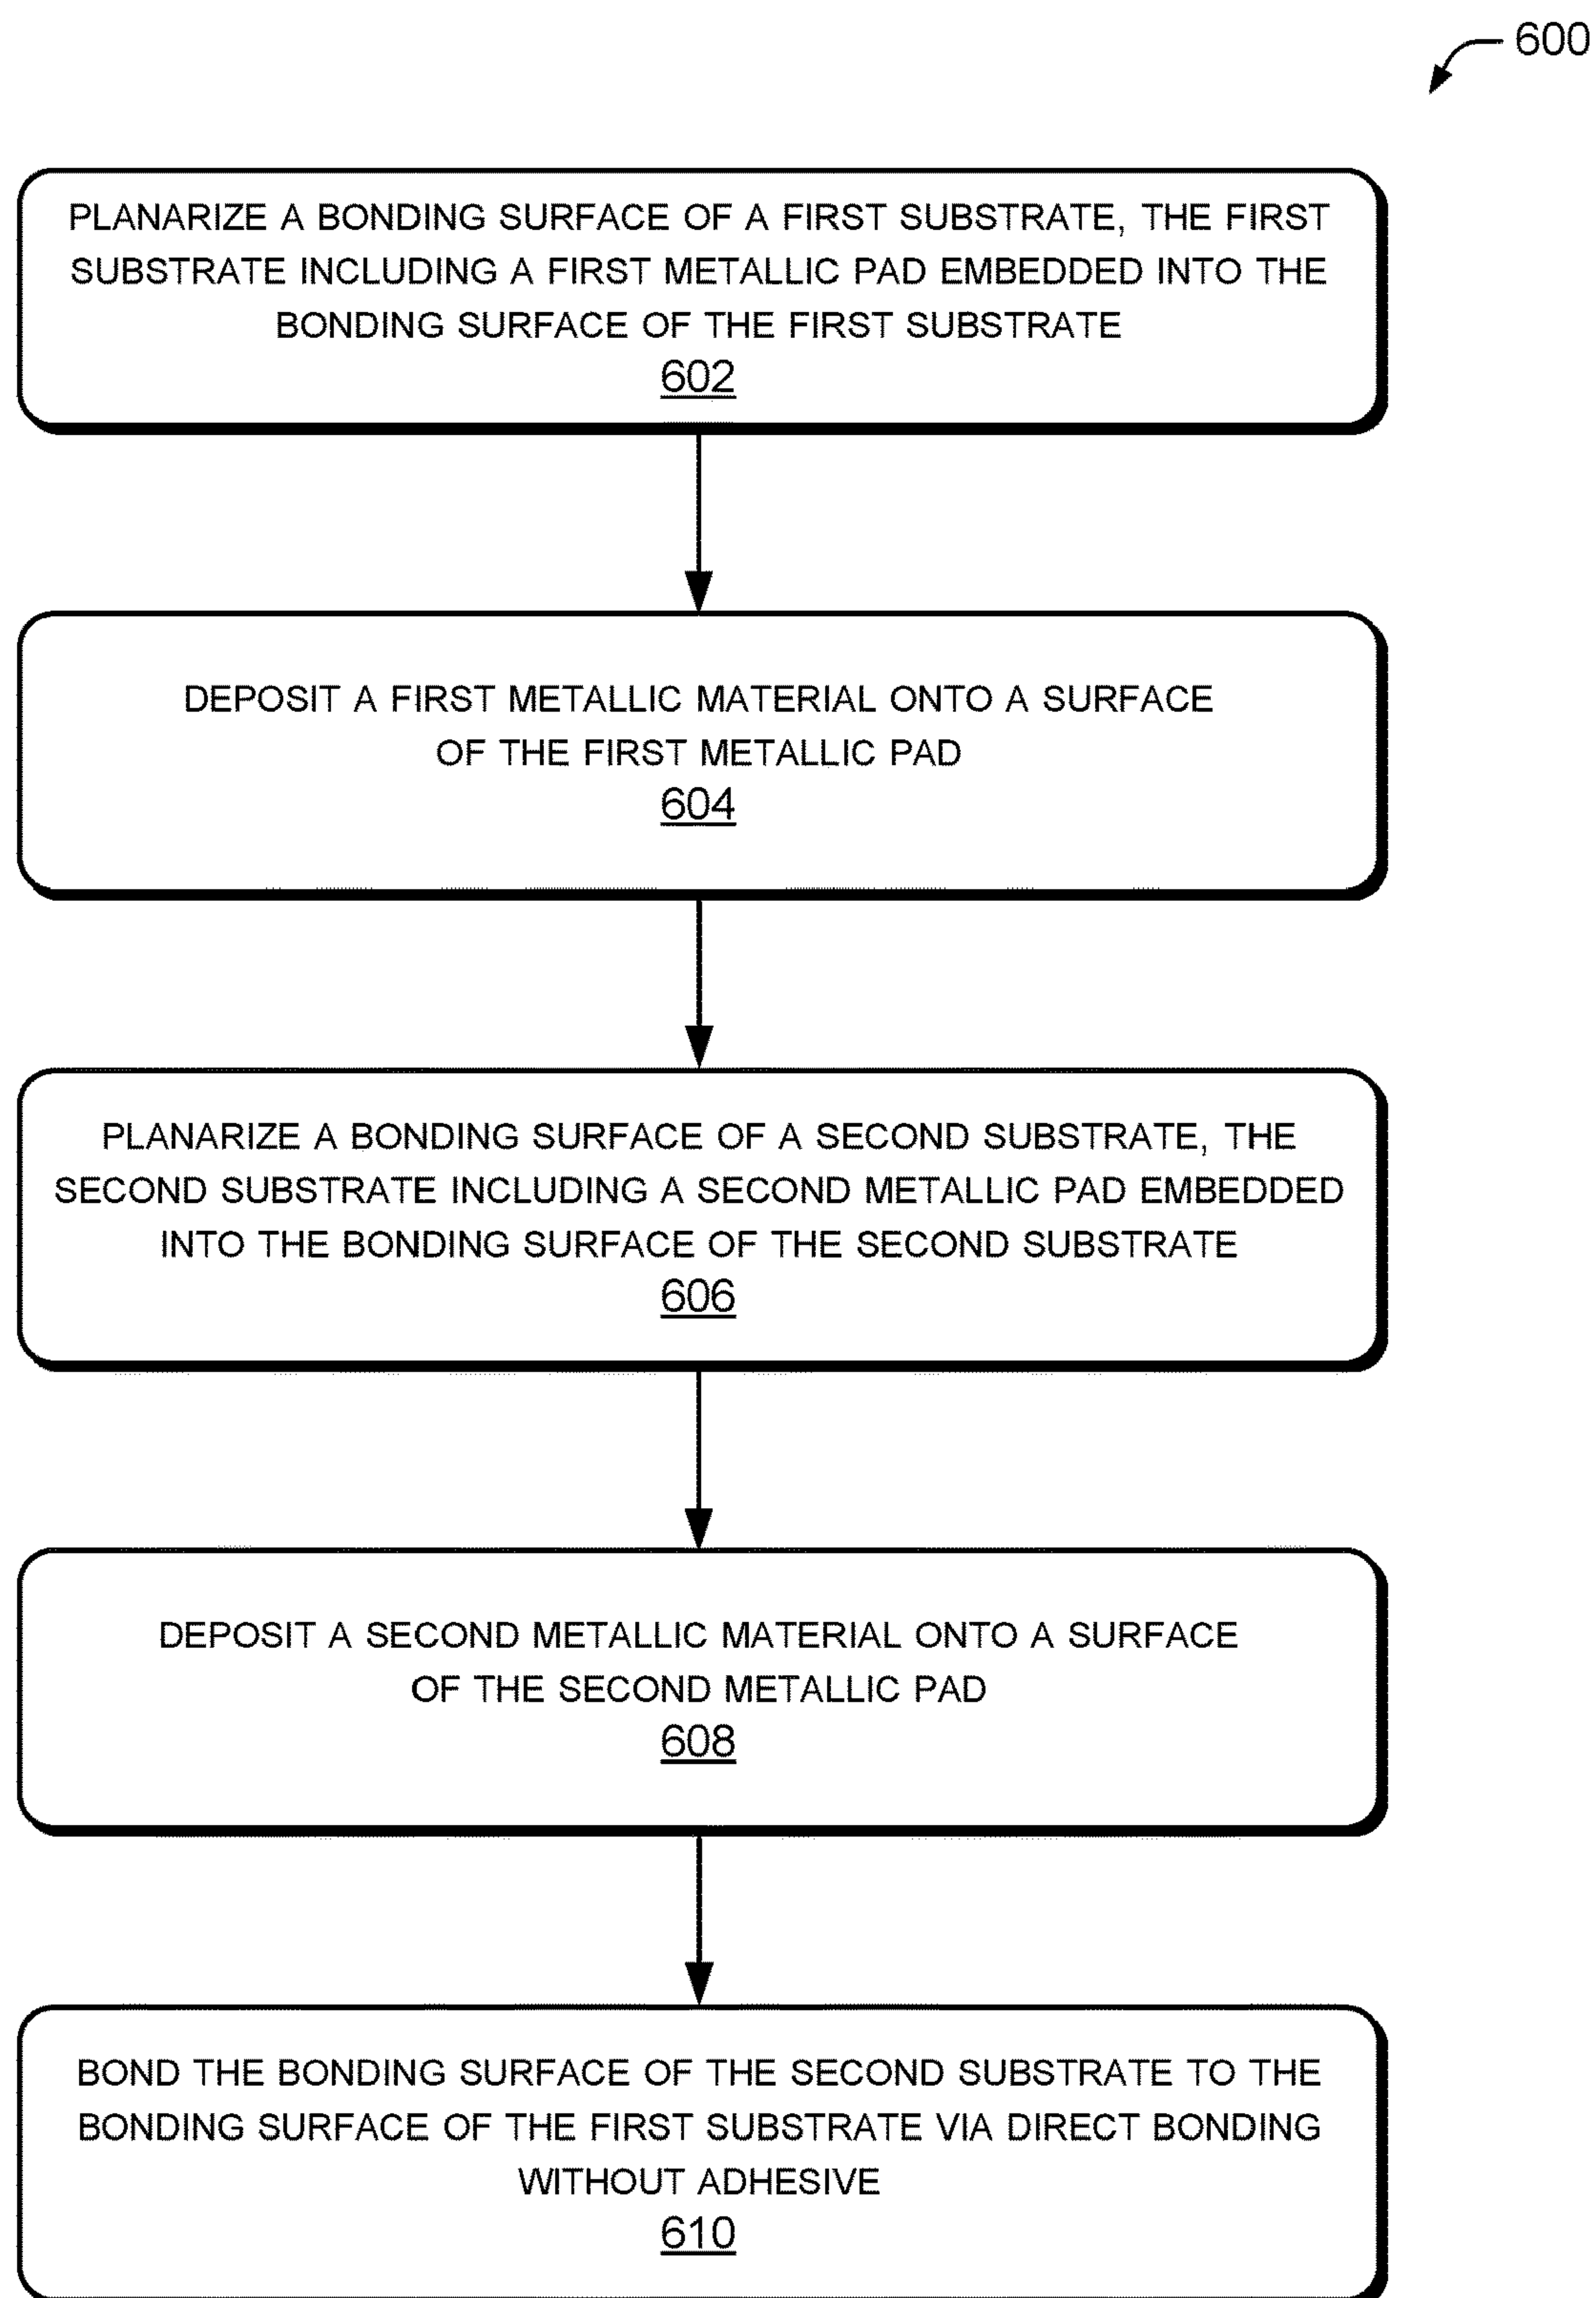 600
PLANARIZE A BONDING SURFACE OF A FIRST SUBSTRATE, THE FIRST
SUBSTRATE INCLUDING A FIRST METALLIC PAD EMBEDDED INTO THE
BONDING SURFACE OF THE FIRST SUBSTRATE
602
DEPOSIT A FIRST METALLIC MATERIAL ONTO A SURFACE
OF THE FIRST METALLIC PAD
604
PLANARIZE A BONDING SURFACE OF A SECOND SUBSTRATE, THE
SECOND SUBSTRATE INCLUDING A SECOND METALLIC PAD EMBEDDED
INTO THE BONDING SURFACE OF THE SECOND SUBSTRATE
606
DEPOSIT A SECOND METALLIC MATERIAL ONTO A SURFACE
OF THE SECOND METALLIC PAD
608
BOND THE BONDING SURFACE OF THE SECOND SUBSTRATE TO THE
BONDING SURFACE OF THE FIRST SUBSTRATE VIA DIRECT BONDING
WITHOUT ADHESIVE
610